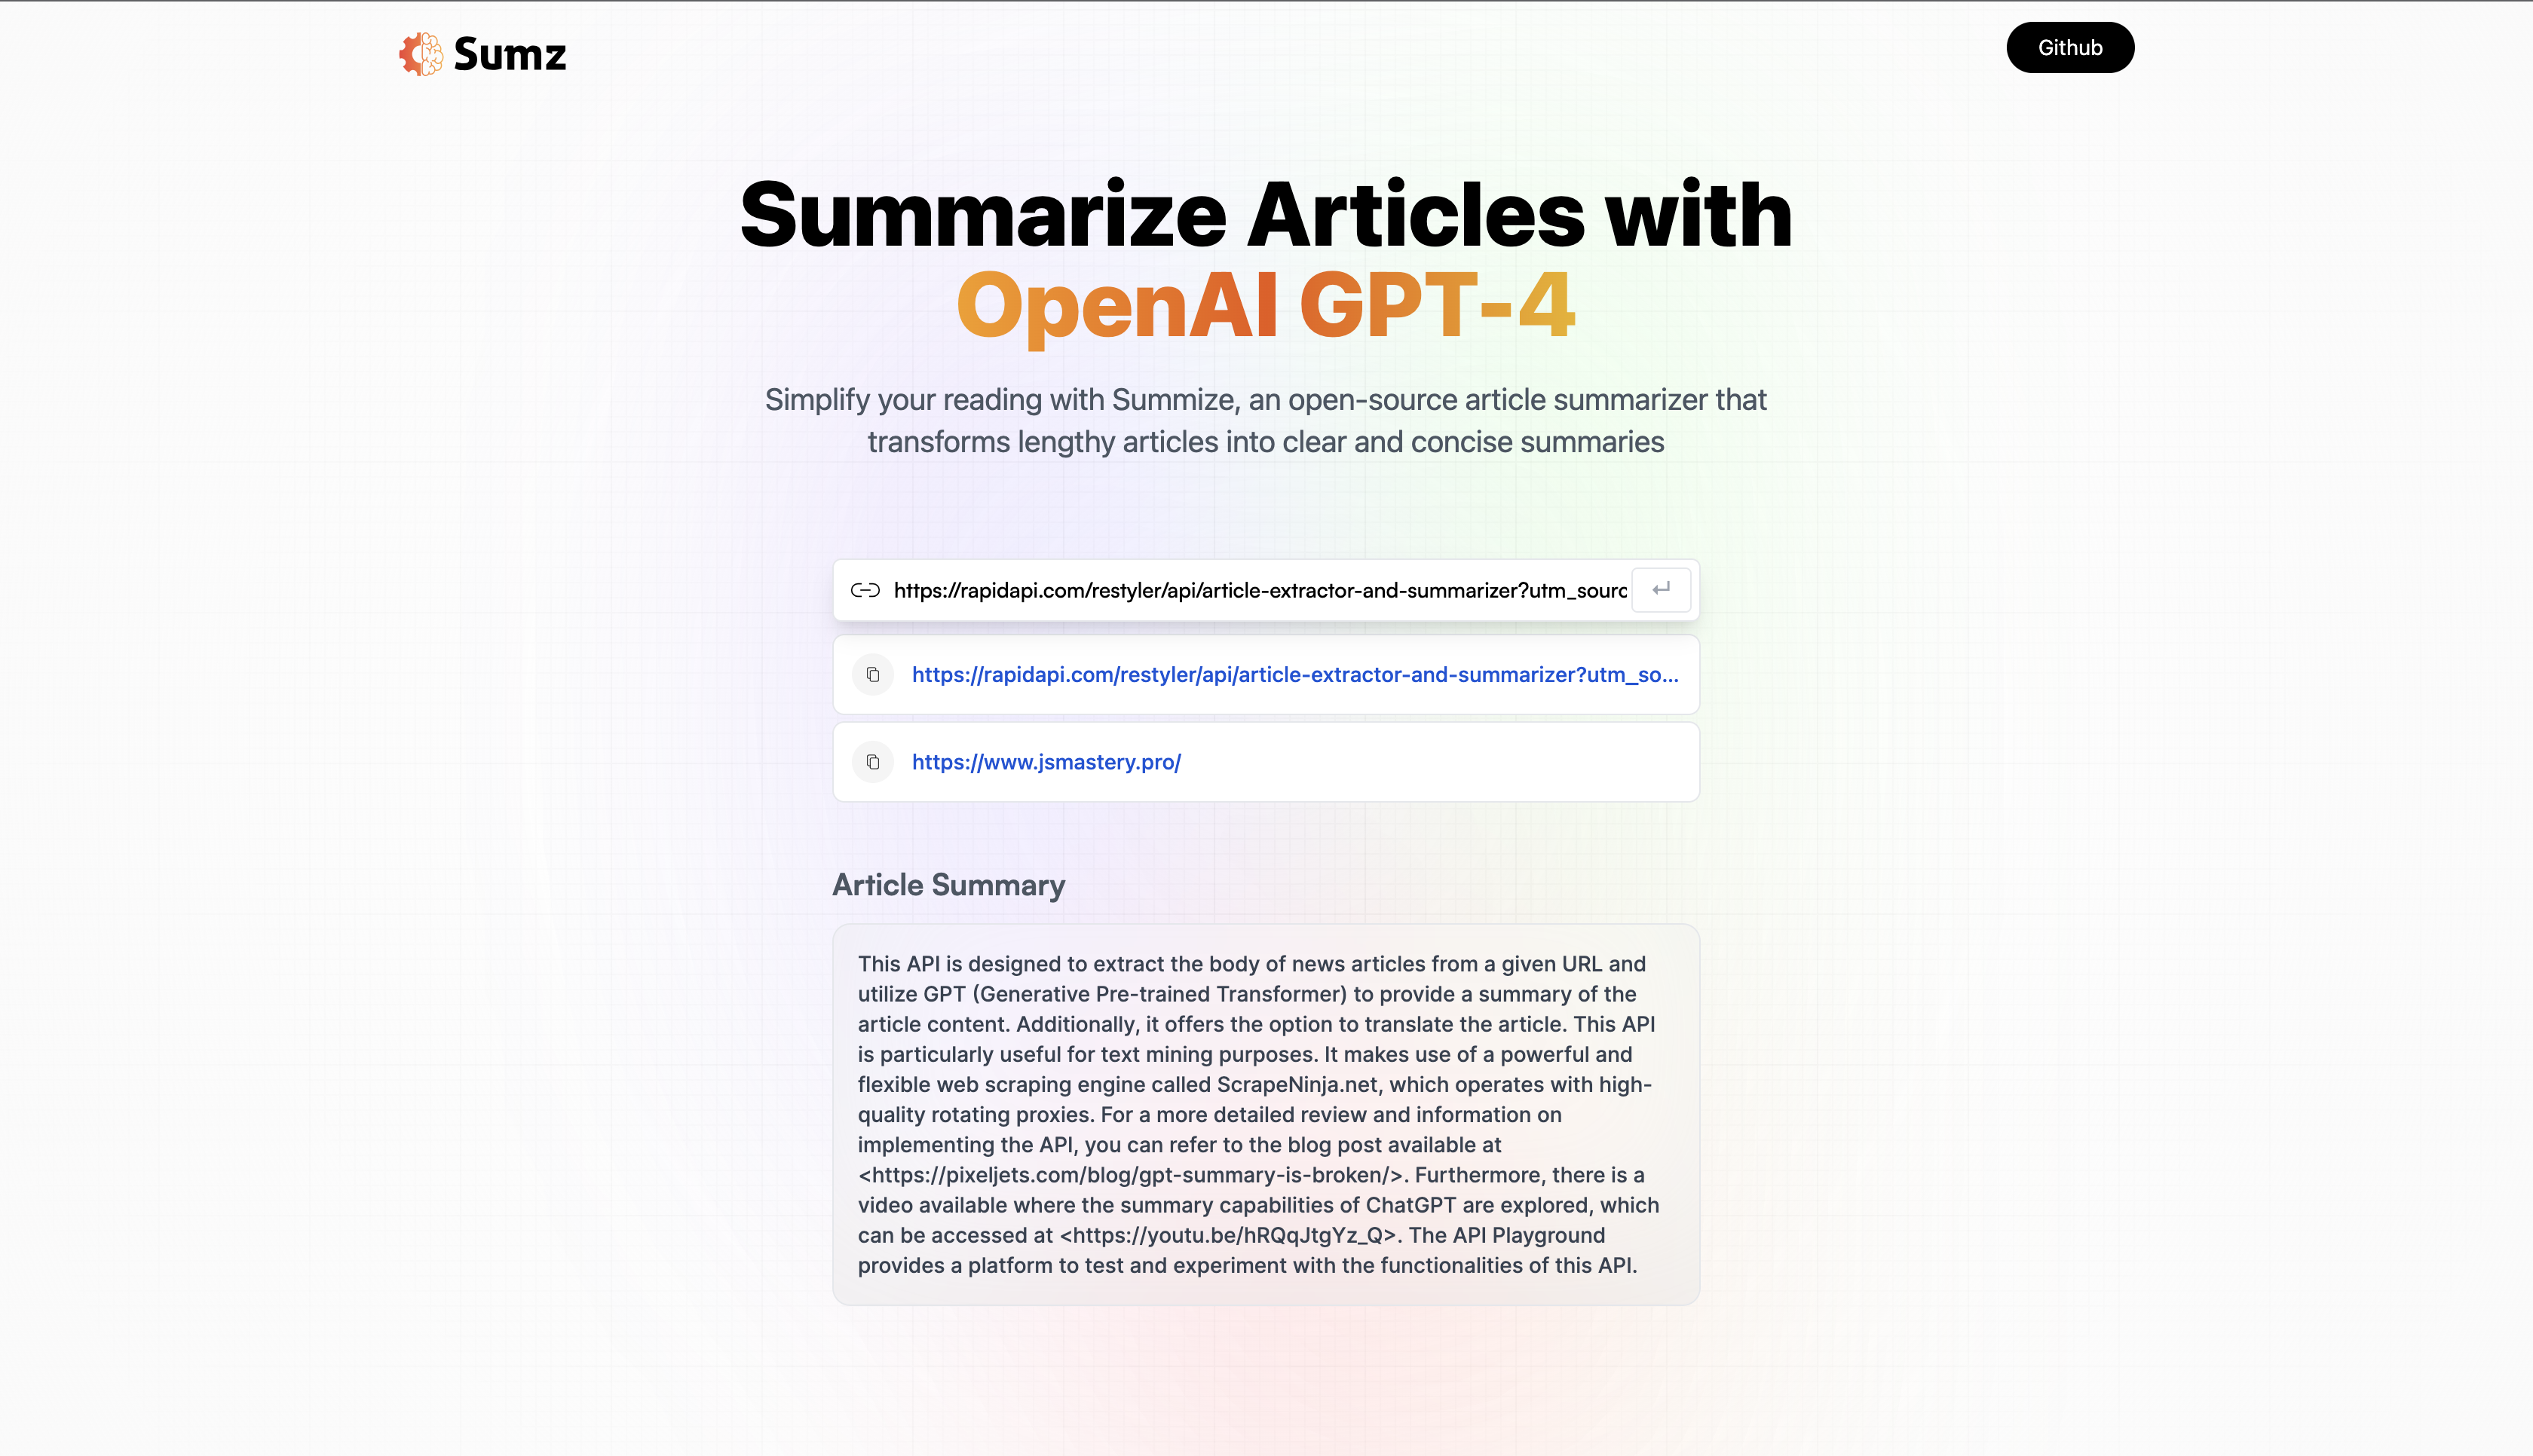 Sumz
Github
Summarize Articles with
OpenAI GPT-4
Simplify your reading with Summize, an open-source article summarizer that
transforms lengthy articles into clear and concise summaries
https://rapidapi.com/restyler/api/article-extractor-and-summarizer?utm_sourc
https://rapidapi.com/restyler/api/article-extractor-and-summarizer?utm_so...
https://www.jsmastery.pro/
Article Summary
This API is designed to extract the body of news articles from a given URL and
utilize GPT (Generative Pre-trained Transformer) to provide a summary of the
article content. Additionally, it offers the option to translate the article. This API
is particularly useful for text mining purposes. It makes use of a powerful and
flexible web scraping engine called ScrapeNinja.net, which operates with high-
quality rotating proxies. For a more detailed review and information on
implementing the API, you can refer to the blog post available at
<https://pixeljets.com/blog/gpt-summary-is-broken/>. Furthermore, there is a
video available where the summary capabilities of ChatGPT are explored, which
can be accessed at <https://youtu.be/hRQqJtgYz_Q>. The API Playground
provides a platform to test and experiment with the functionalities of this API.